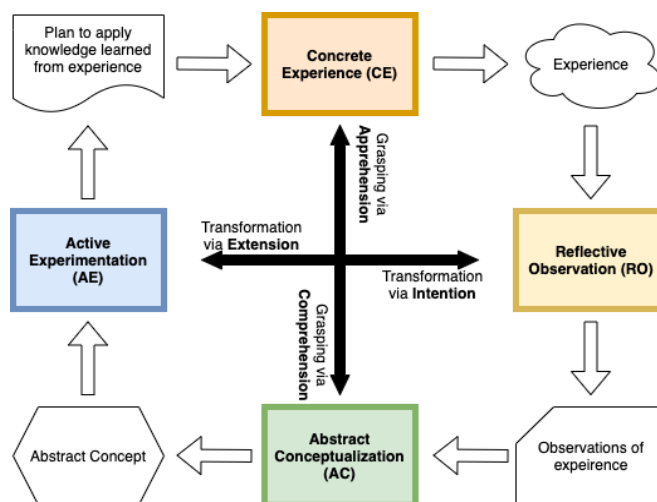 Plan to apply
knowledge learned
from experience
Concrete
Experience (CE)
Experience
Grasping via
Apprehension
Transformation
via Extension
Active
Experimentation
(AE)
Reflective
Observation (RO)
Transformation
via Intention
Grasping via
Comprehension
Abstract Concept
Abstract
Conceptualization
(AC)
Observations of
expeirence